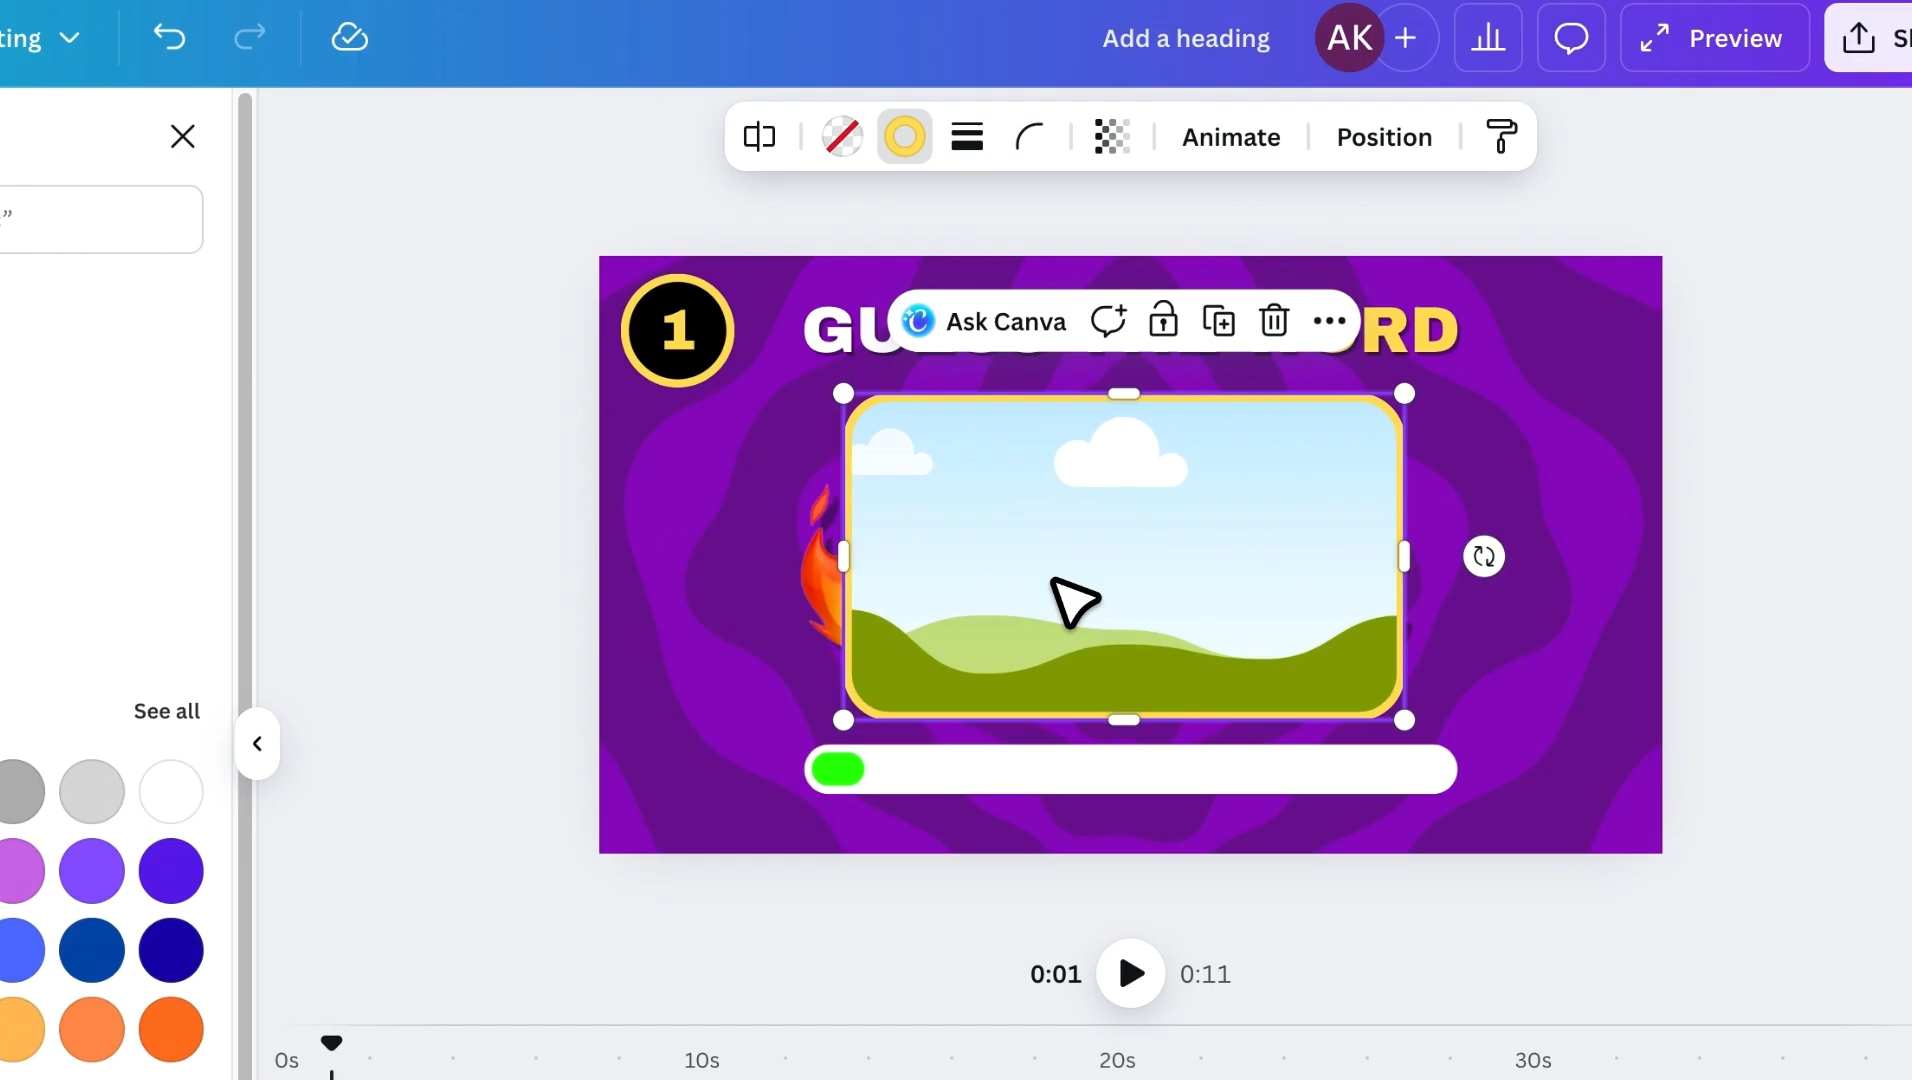 ting
Add a heading
AK
Preview
Animate
Position
”
1
GU
Ask Canva
RD
See all
0:01
0:11
0s
10s
20s
30s